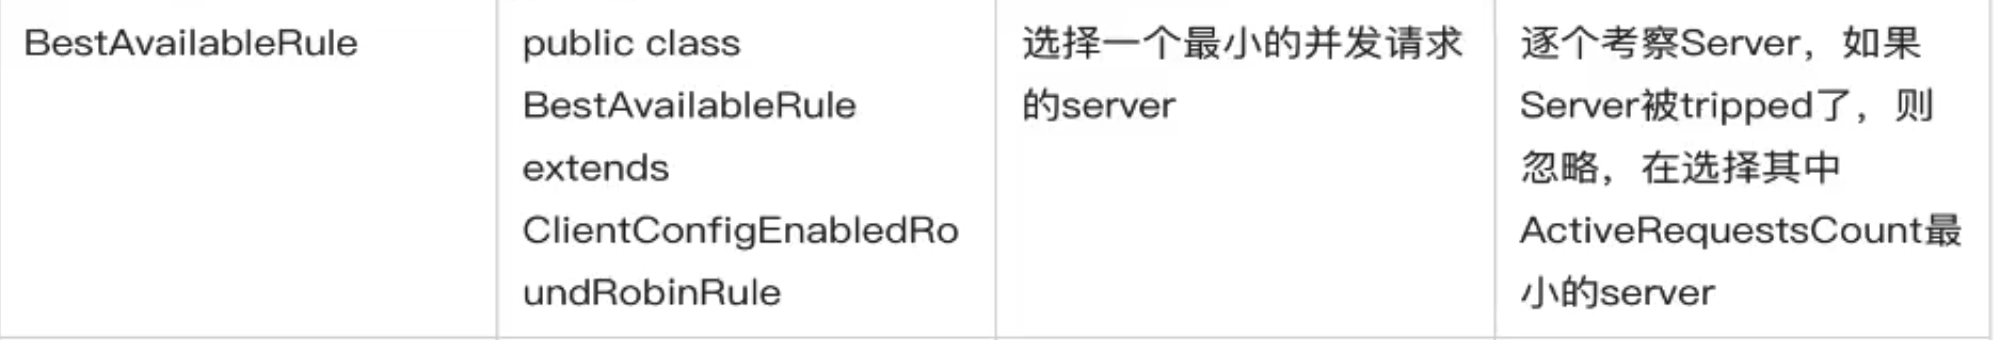 BestAvailableRule
public class
BestAvailableRule
extends
ClientConfigEnabledRo
undRobinRule
选择一个最小的并发请求
的server
逐个考察Server，如果
Server被tripped了，则
忽略，在选择其中
ActiveRequestsCount最
小的server